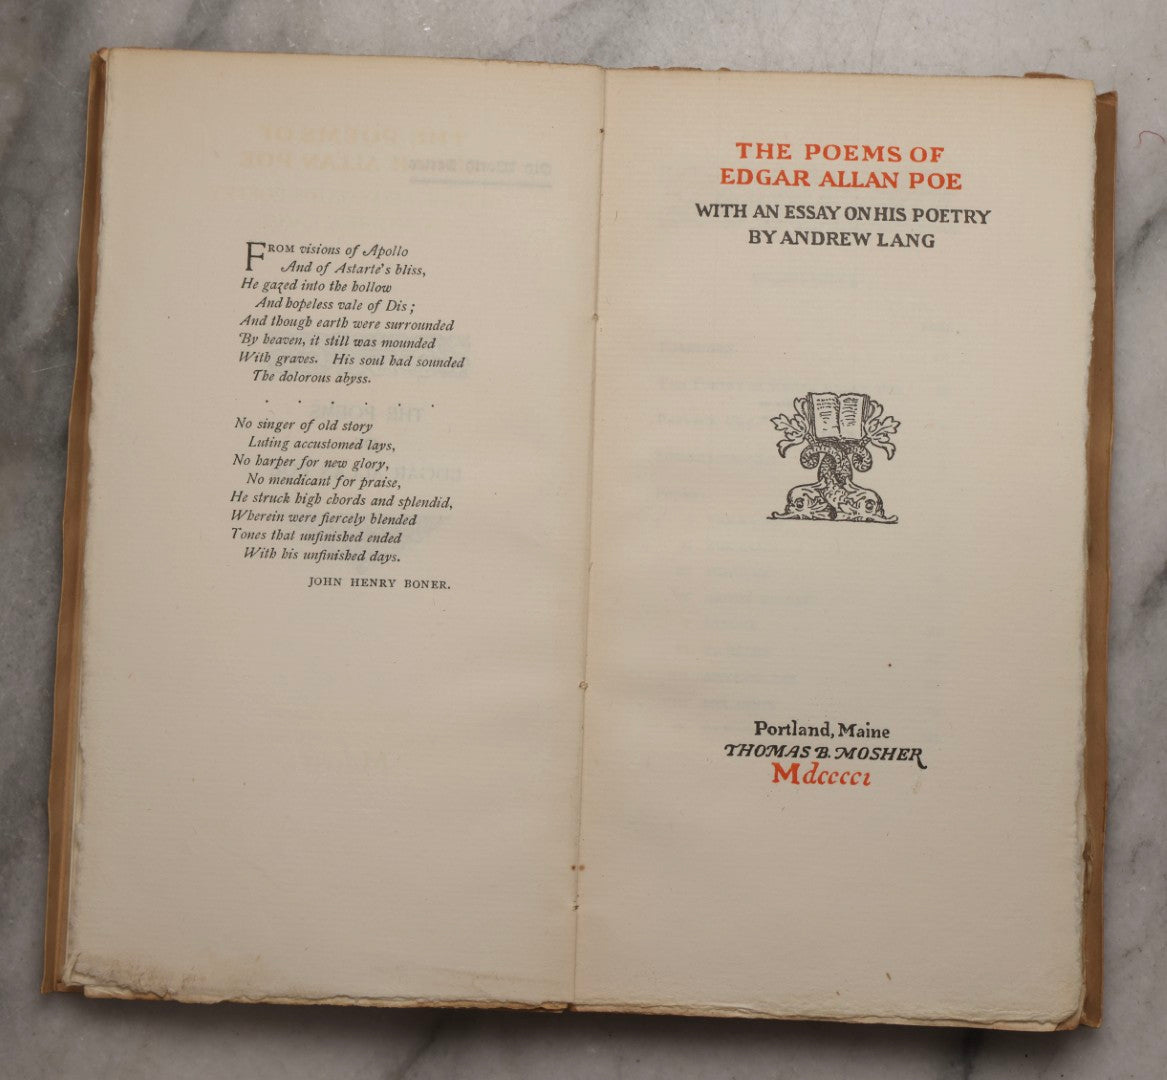 FROM visions of Apollo
And of Astarte's bliss,
He gazed into the hollow
And hopeless vale of Dis;
And though earth were surrounded
By heaven, it still was mounded
With graves. His soul had sounded
The dolorous abyss.
. . . . . .
No singer of old story
Luting accustomed lays,
No harper for new glory,
No mendicant for praise,
He struck high chords and splendid,
Wherein were fiercely blended
Tones that unfinished ended
With his unfinished days.
JOHN HENRY BONER.
THE POEMS OF
EDGAR ALLAN POE
WITH AN ESSAY ON HIS POETRY
BY ANDREW LANG
Portland, Maine
THOMAS B. MOSHER
Mdcccci